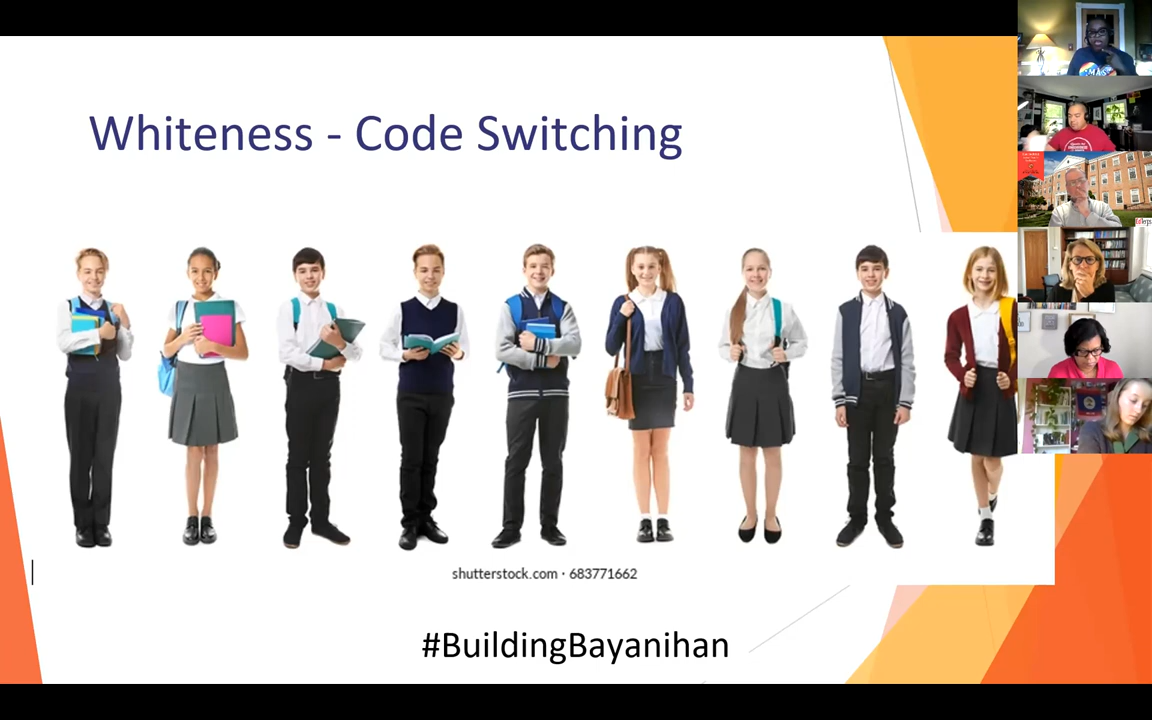 Whiteness - Code Switching
shutterstock.com · 683771662
#BuildingBayanihan